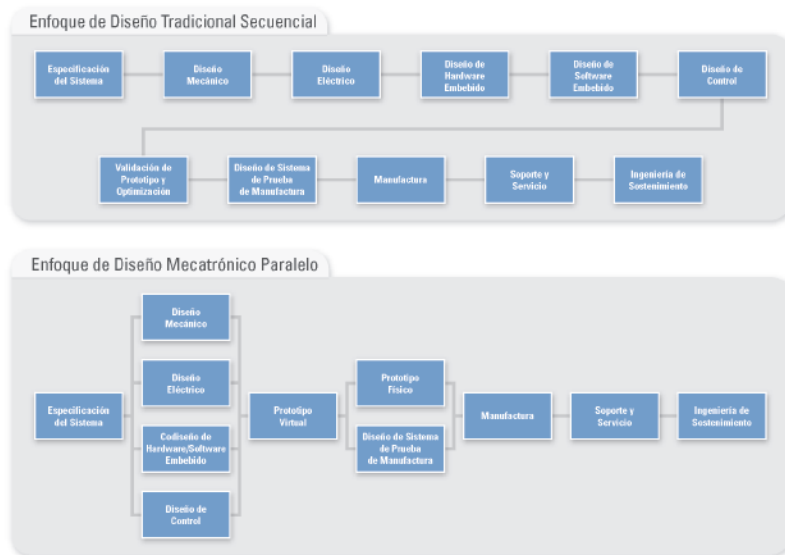 Enfoque de Diseño Tradicional Secuencial
Especificación
del Sistema
Diseño
Mecánico
Diseño
Eléctrico
Diseño de
Hardware
Embebido
Diseño de
Software
Embebido
Diseño de
Control
Validación de
Prototipo y
Optimización
Diseño de Sistema
de Prueba
de Manufactura
Manufactura
Soporte y
Servicio
Ingeniería de
Sostenimiento
Enfoque de Diseño Mecatrónico Paralelo
Especificación
del Sistema
Diseño
Mecánico
Diseño
Eléctrico
Codiseño de
Hardware/Software
Embebido
Diseño de
Control
Prototipo
Virtual
Prototipo
Físico
Diseño de Sistema
de Prueba
de Manufactura
Manufactura
Soporte y
Servicio
Ingeniería de
Sostenimiento